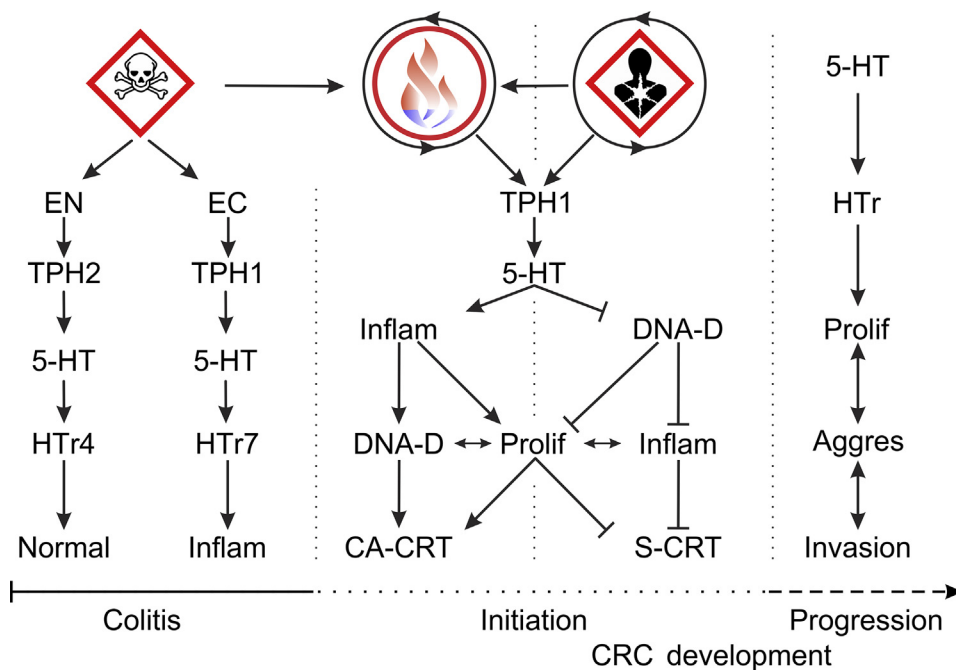 5-HT
EN EC TPH1 HTr
TPH2 TPH1 5-HT
Inflam DNA-D Prolif
5-HT 5-HT
HTr4 HTr7 DNA-D Prolif Inflam Aggres
Normal Inflam CA-CRT S-CRT Invasion
Colitis Initiation Progression
CRC development